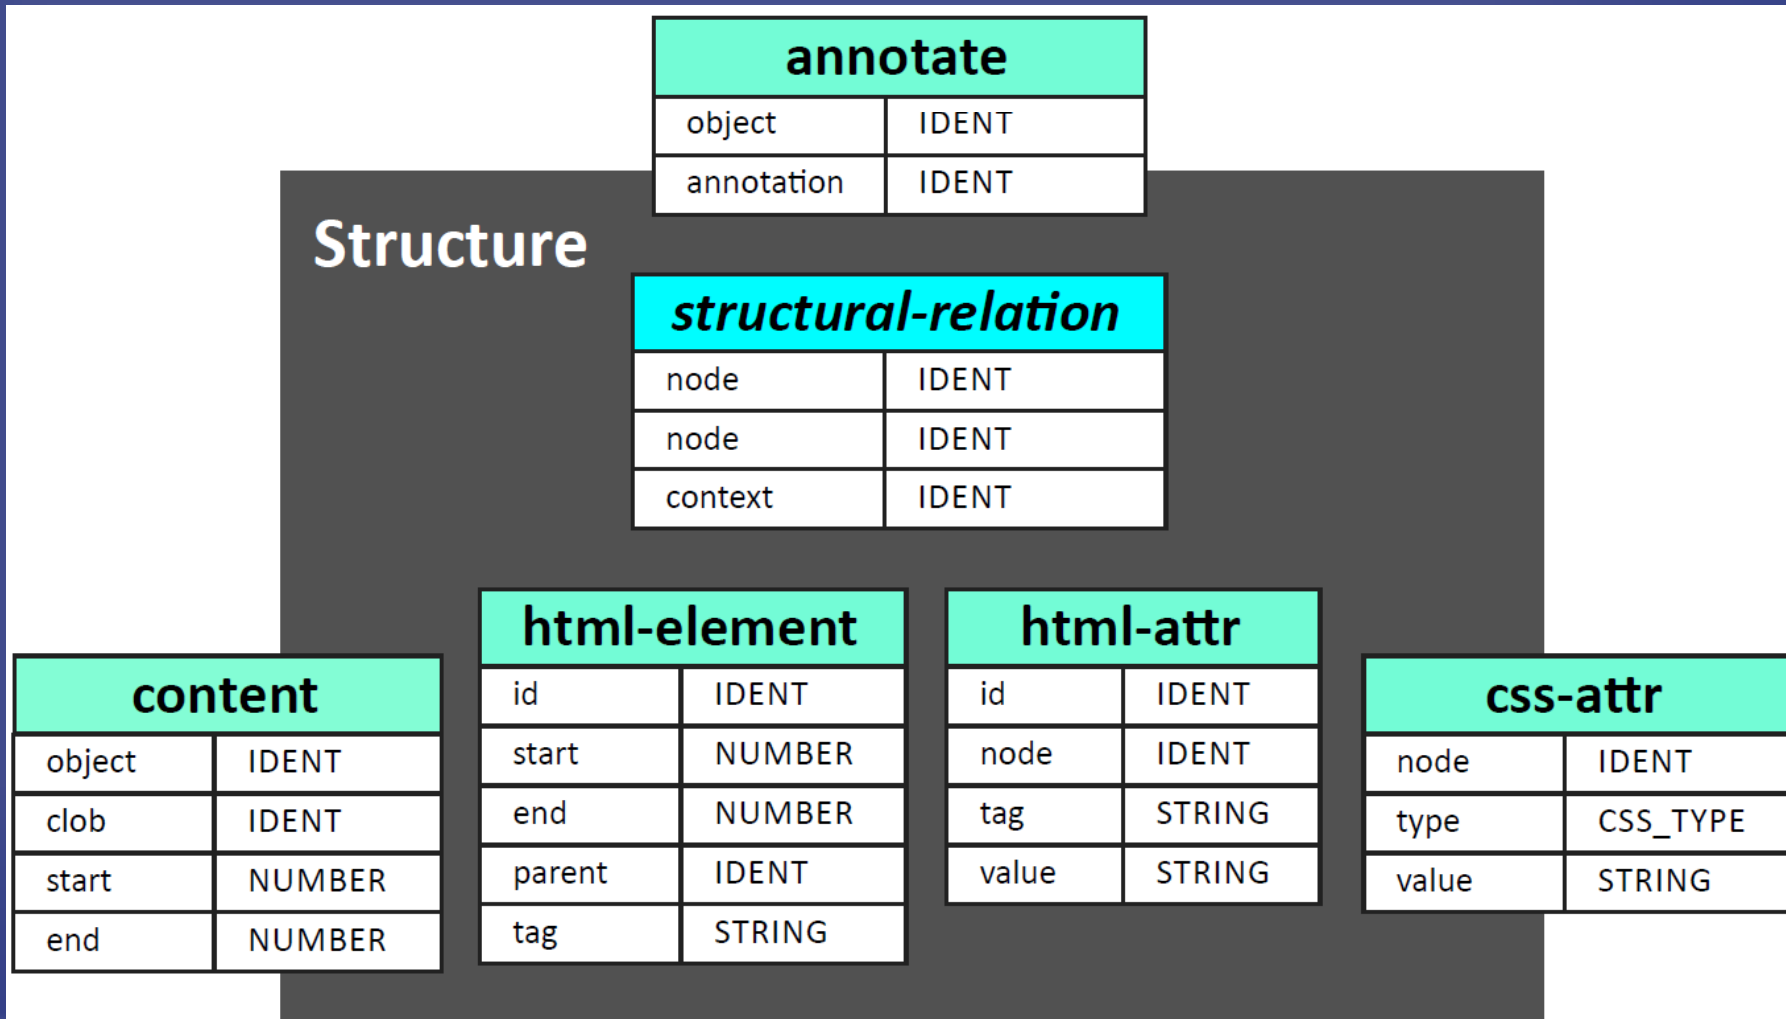 annotate
object IDENT
annotation IDENT
Structure
structural-relation
node IDENT
node IDENT
context IDENT
content
object IDENT
clob IDENT
start NUMBER
end NUMBER
html-element
id IDENT
start NUMBER
end NUMBER
parent IDENT
tag STRING
html-attr
id IDENT
node IDENT
tag STRING
value STRING
css-attr
node IDENT
type CSS_TYPE
value STRING